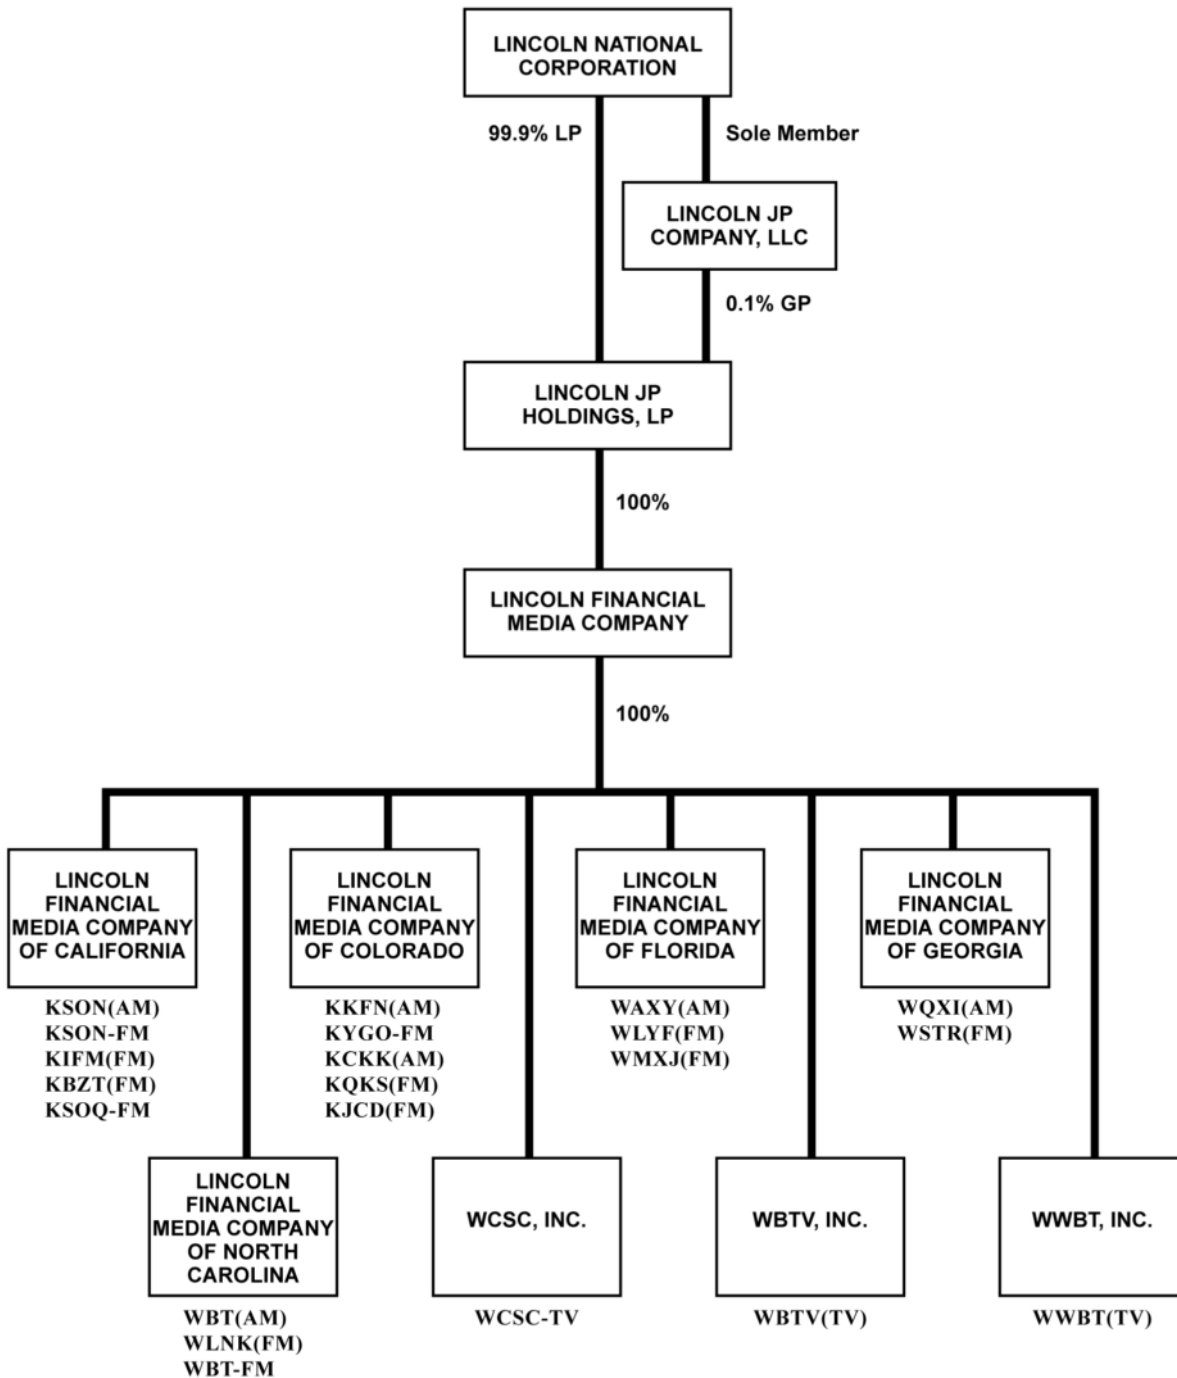 LINCOLN NATIONAL
CORPORATION
99.9% LP
Sole Member
LINCOLN JP
COMPANY, LLC
0.1% GP
LINCOLN JP
HOLDINGS, LP
100%
LINCOLN FINANCIAL
MEDIA COMPANY
100%
LINCOLN
FINANCIAL
MEDIA COMPANY
OF CALIFORNIA
KSON(AM)
KSON-FM
KIFM(FM)
KBZT(FM)
KSOQ-FM
LINCOLN
FINANCIAL
MEDIA COMPANY
OF COLORADO
KKFN(AM)
KYGO-FM
KCKK(AM)
KQKS(FM)
KJCD(FM)
LINCOLN
FINANCIAL
MEDIA COMPANY
OF FLORIDA
WAXY(AM)
WLYF(FM)
WMXJ(FM)
LINCOLN
FINANCIAL
MEDIA COMPANY
OF GEORGIA
WQXI(AM)
WSTR(FM)
LINCOLN
FINANCIAL
MEDIA COMPANY
OF NORTH
CAROLINA
WBT(AM)
WLNK(FM)
WBT-FM
WCSC, INC.
WCSC-TV
WBTV, INC.
WBTV(TV)
WWBT, INC.
WWBT(TV)